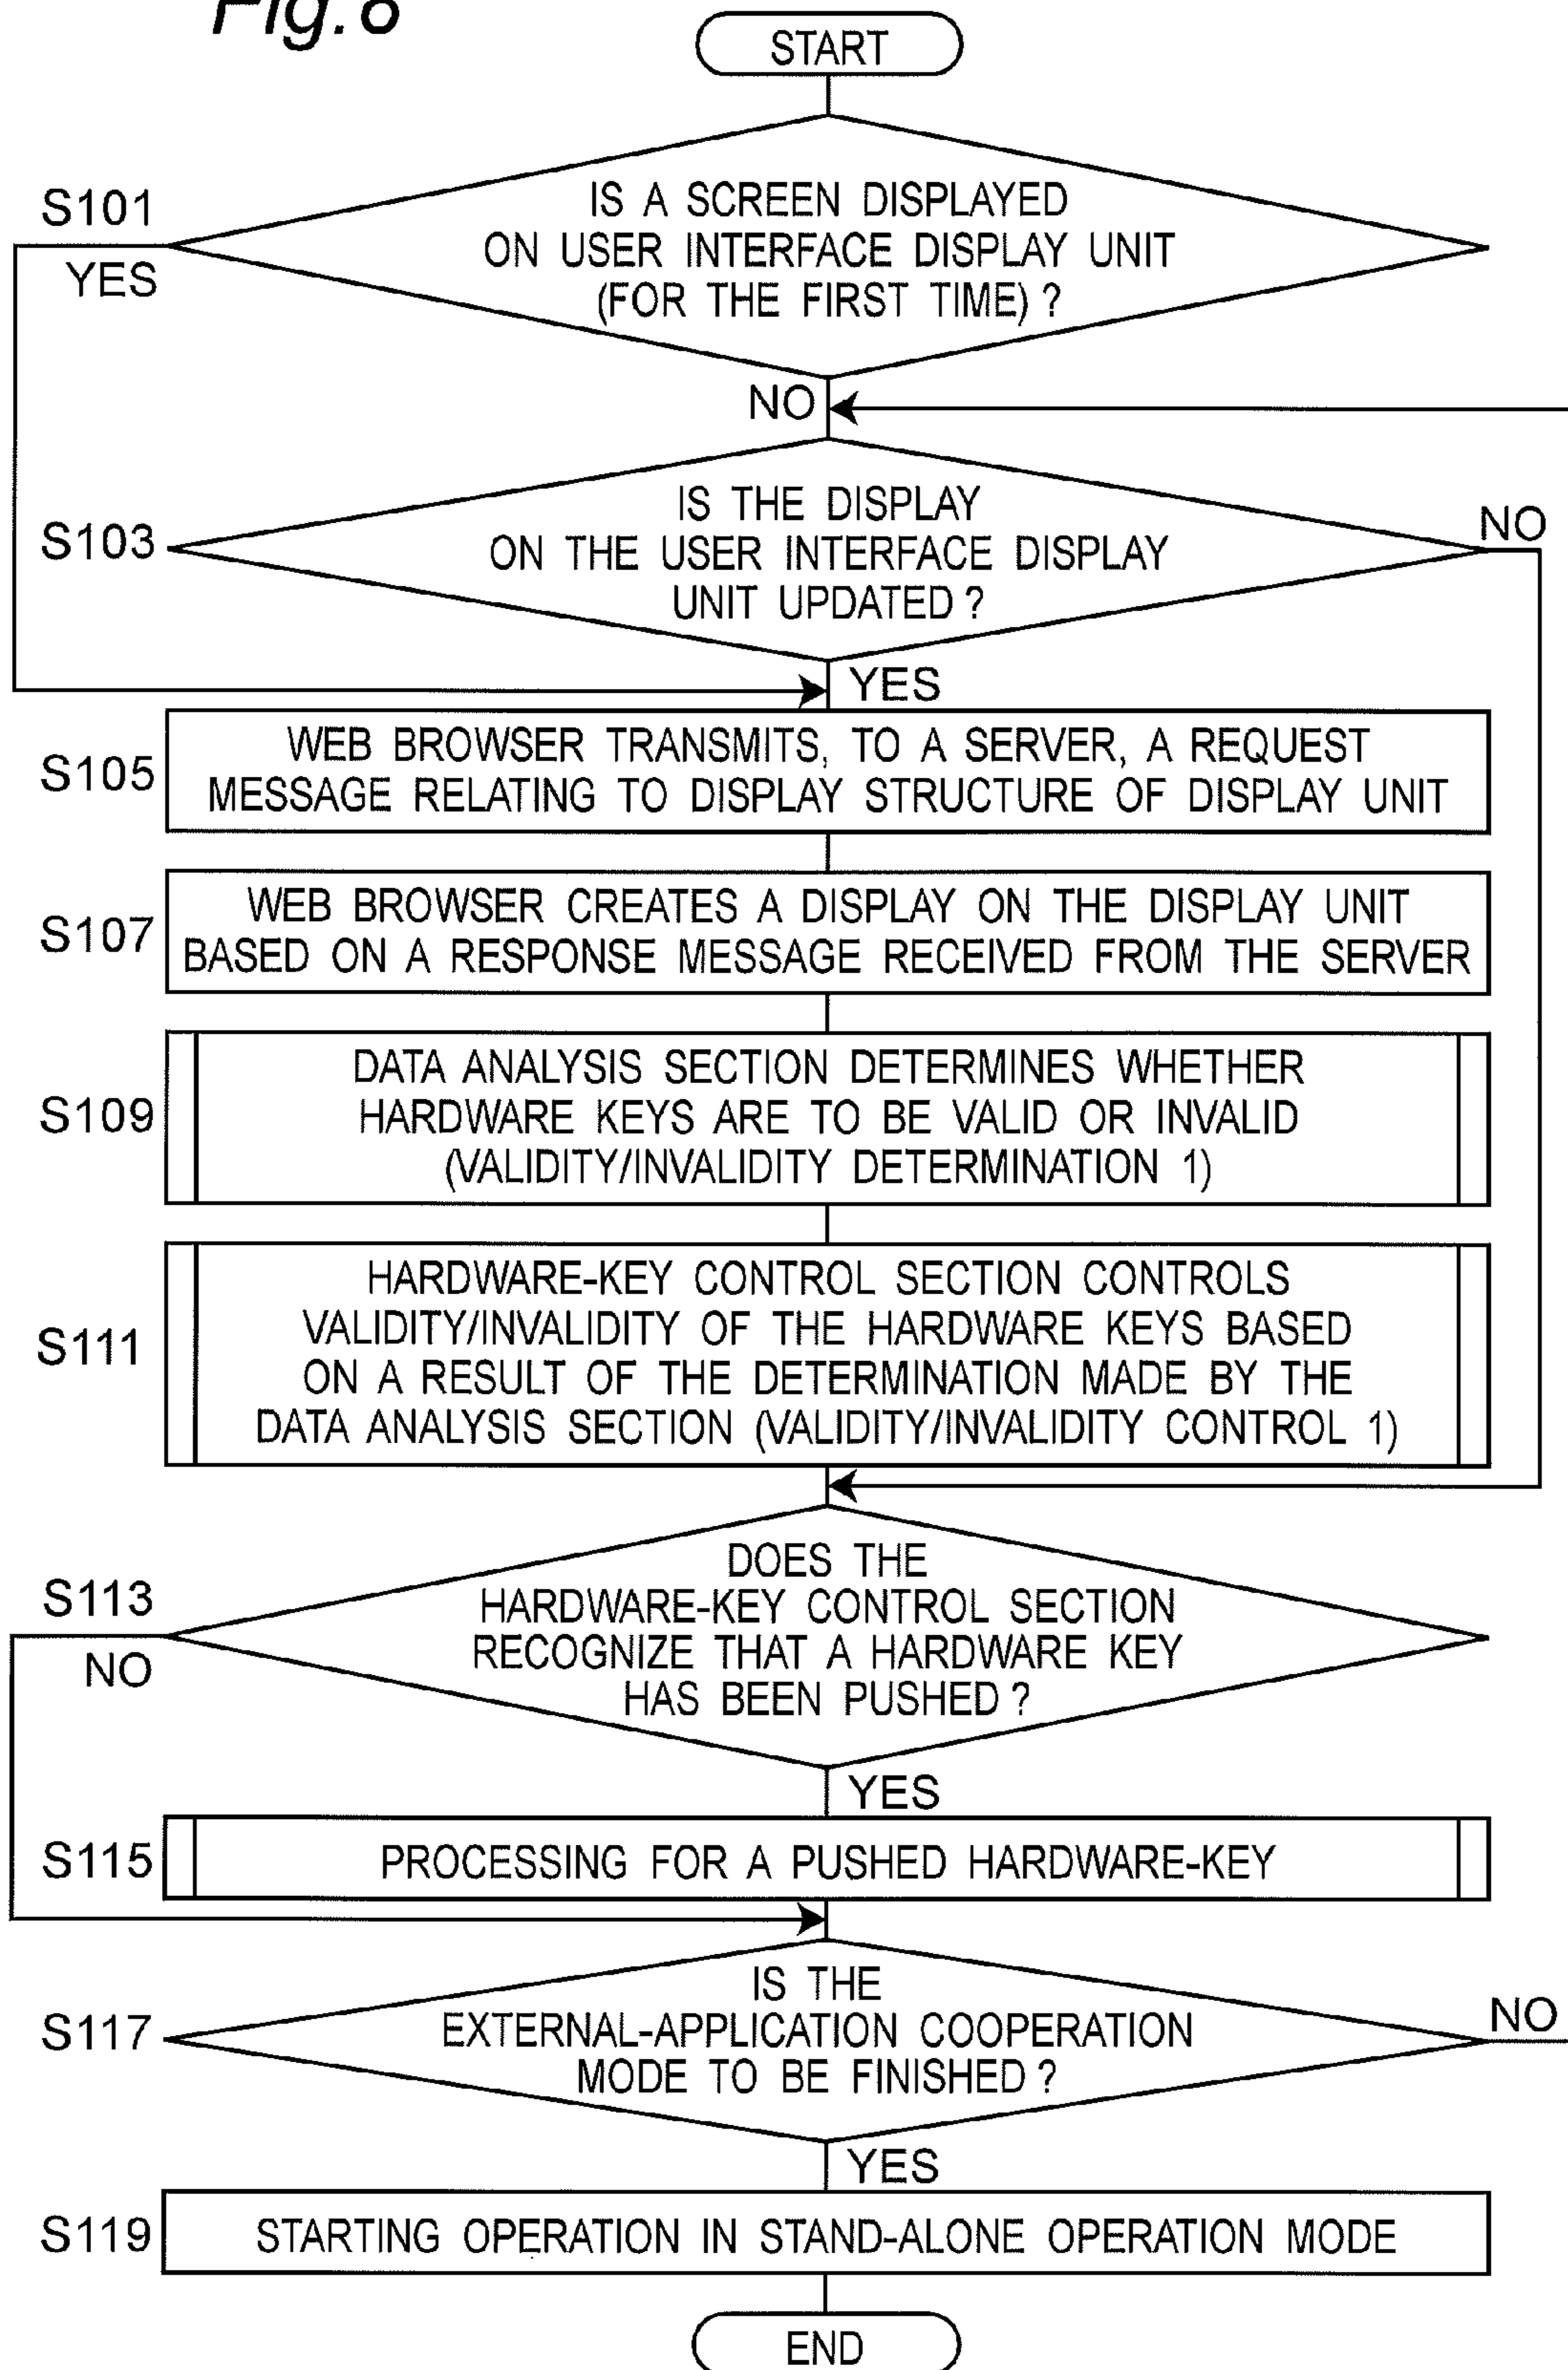 Fig. 8
START
S101
IS A SCREEN DISPLAYED
ON USER INTERFACE DISPLAY UNIT
(FOR THE FIRST TIME) ?
YES
NO
S103
IS THE DISPLAY
ON THE USER INTERFACE DISPLAY
UNIT UPDATED ?
NO
YES
S105
WEB BROWSER TRANSMITS, TO A SERVER, A REQUEST
MESSAGE RELATING TO DISPLAY STRUCTURE OF DISPLAY UNIT
S107
WEB BROWSER CREATES A DISPLAY ON THE DISPLAY UNIT
BASED ON A RESPONSE MESSAGE RECEIVED FROM THE SERVER
S109
DATA ANALYSIS SECTION DETERMINES WHETHER
HARDWARE KEYS ARE TO BE VALID OR INVALID
(VALIDITY/INVALIDITY DETERMINATION 1)
S111
HARDWARE-KEY CONTROL SECTION CONTROLS
VALIDITY/INVALIDITY OF THE HARDWARE KEYS BASED
ON A RESULT OF THE DETERMINATION MADE BY THE
DATA ANALYSIS SECTION (VALIDITY/INVALIDITY CONTROL 1)
S113
DOES THE
HARDWARE-KEY CONTROL SECTION
RECOGNIZE THAT A HARDWARE KEY
HAS BEEN PUSHED ?
NO
YES
S115
PROCESSING FOR A PUSHED HARDWARE-KEY
S117
IS THE
EXTERNAL-APPLICATION COOPERATION
MODE TO BE FINISHED ?
NO
YES
S119
STARTING OPERATION IN STAND-ALONE OPERATION MODE
END